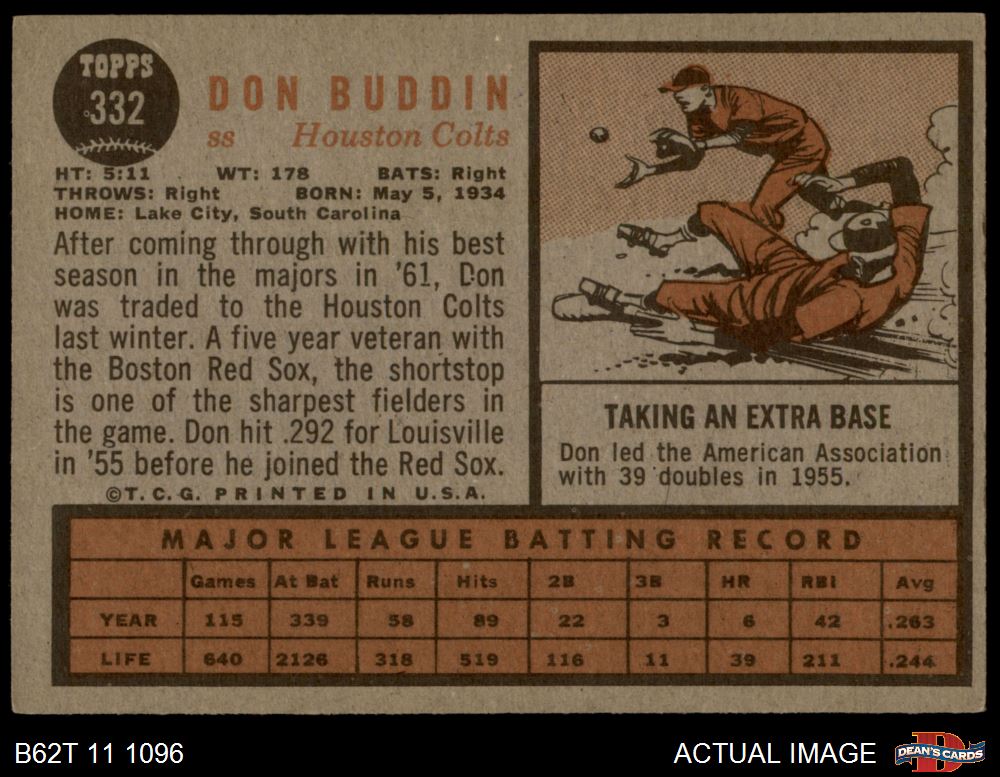 TOPPS
332
DON BUDDIN
ss Houston Colts
HT: 5:11 WT: 178 BATS: Right
THROWS: Right BORN: May 5, 1934
HOME: Lake City, South Carolina
After coming through with his best
season in the majors in '61, Don
was traded to the Houston Colts
last winter. A five year veteran with
the Boston Red Sox, the shortstop
is one of the sharpest fielders in
the game. Don hit .292 for Louisville
in '55 before he joined the Red Sox.
©T.C.G. PRINTED IN U.S.A.
TAKING AN EXTRA BASE
Don led the American Association
with 39 doubles in 1955.
MAJOR LEAGUE BATTING RECORD
Games At Bat Runs Hits 2B 3B HR RBI Avg
YEAR 115 339 58 89 22 3 6 42 .263
LIFE 640 2126 318 519 116 11 39 211 .244
B62T 11 1096
ACTUAL IMAGE
D
DEAN'S CARDS